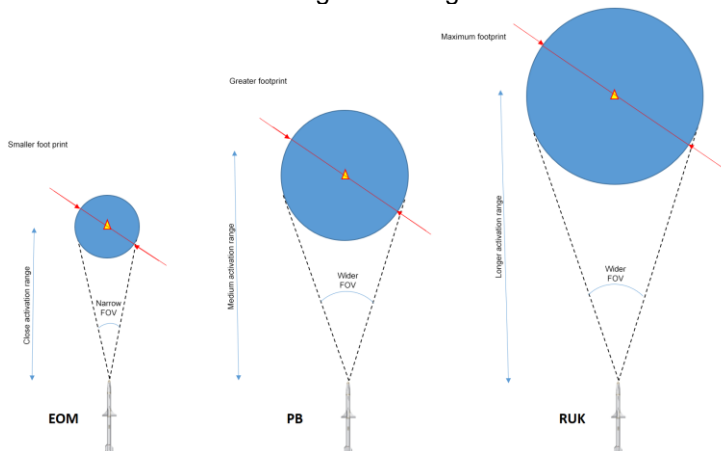 Maximum footprint
Greater footprint
Smaller foot print
Close activation range
Medium activation range
Longer activation range
Narrow
FOV
Wider
FOV
Wider
FOV
EOM
PB
RUK